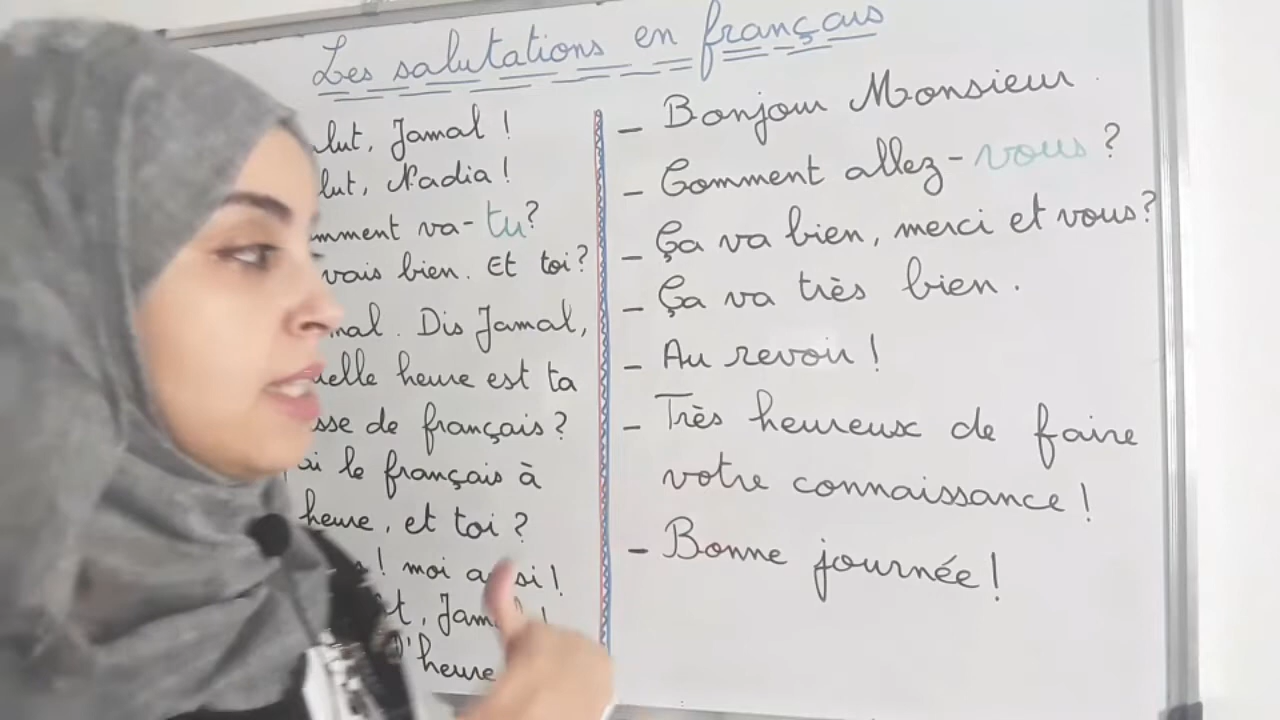 Les salutations en français
lut, Jamal !
lut, Nadia !
mment va-tu?
vais bien. Et toi?
mal. Dis Jamal,
uelle heure est ta
sse de français ?
le français à
heure, et toi ?
! moi aussi!
t, Jam !
l'heure
- Bonjour Monsieur.
- Comment allez-vous ?
- Ça va bien, merci et vous?
- Ça va très bien.
- Au revoir !
- Très heureux de faire
votre connaissance !
- Bonne journée !